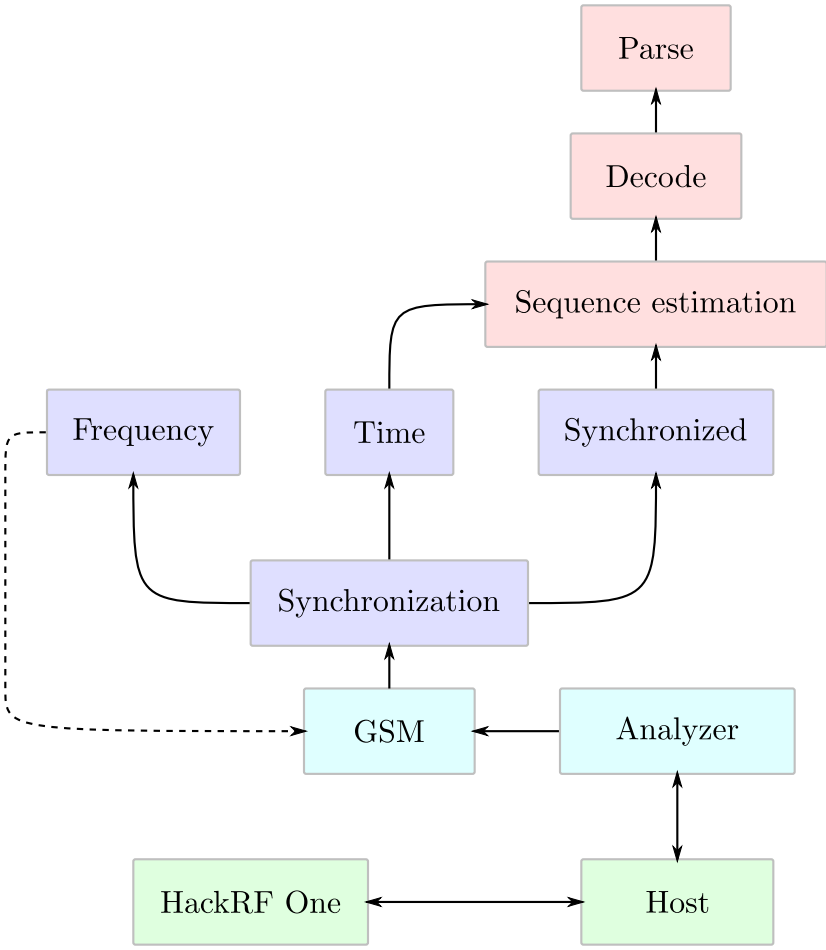 Parse
Decode
Sequence estimation
Frequency
Time
Synchronized
Synchronization
GSM
Analyzer
HackRF One
Host